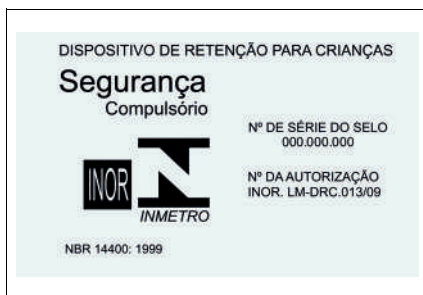 DISPOSITIVO DE RETENÇÃO PARA CRIANÇAS
Segurança
Compulsório
Nº DE SÉRIE DO SELO
000.000.000
Nº DA AUTORIZAÇÃO
INOR. LM-DRC.013/09
INOR
INMETRO
NBR 14400: 1999